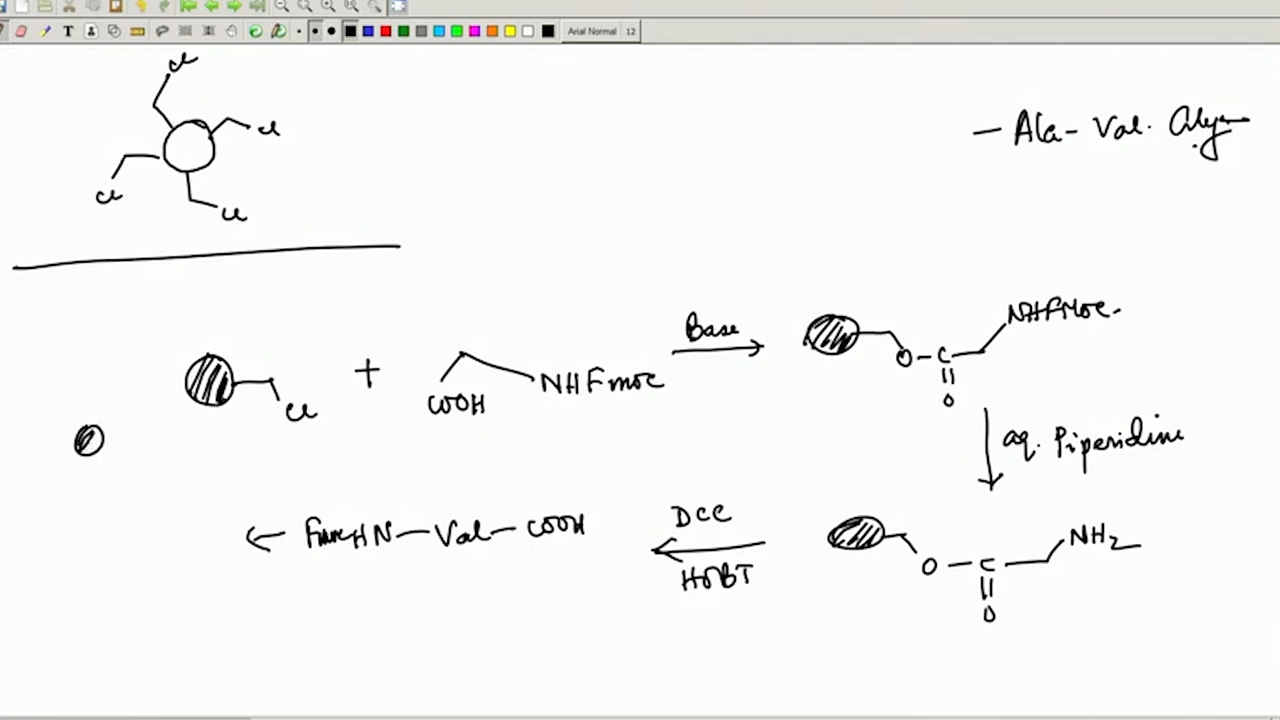 T
Arial Normal 12
Cl
Cl
Cl
Cl
- Ala - Val.
Cl
+
COOH
NHFmoc
Base
O - C
O
NHFMOC.
aq. Piperidine
← FmocHN - Val - COOH
DCC
HOBT
O - C
O
NH2